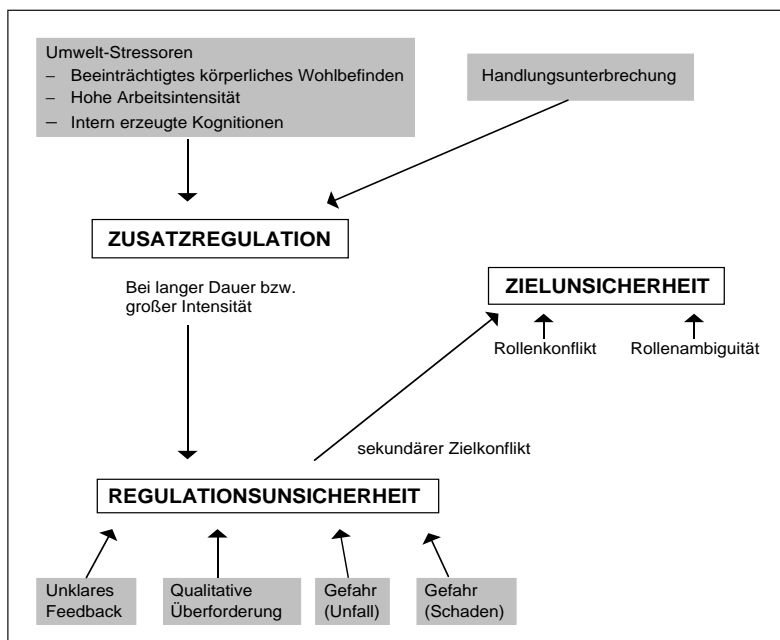 Umwelt-Stressoren
– Beeinträchtigtes körperliches Wohlbefinden
– Hohe Arbeitsintensität
– Intern erzeugte Kognitionen
Handlungsunterbrechung
ZUSATZREGULATION
Bei langer Dauer bzw.
großer Intensität
ZIELUNSICHERHEIT
Rollenkonflikt
Rollenambiguität
sekundärer Zielkonflikt
REGULATIONSUNSICHERHEIT
Unklares
Feedback
Qualitative
Überforderung
Gefahr
(Unfall)
Gefahr
(Schaden)